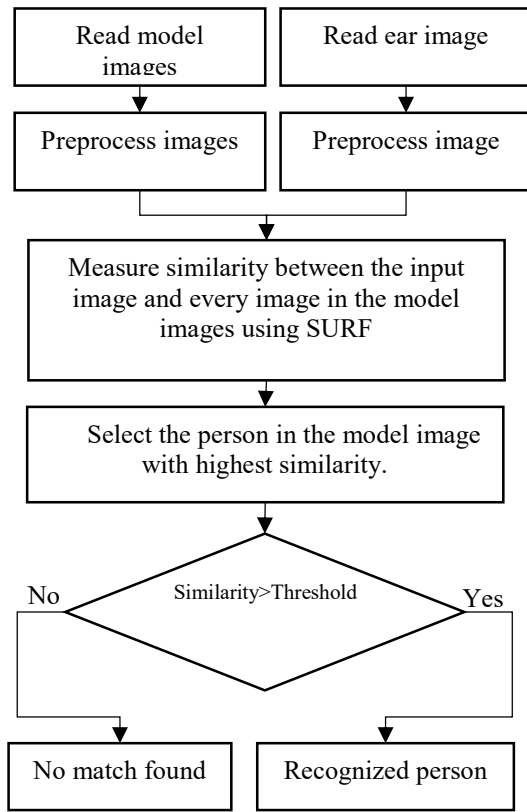 Read model
images
Read ear image
Preprocess images
Preprocess image
Measure similarity between the input
image and every image in the model
images using SURF
Select the person in the model image
with highest similarity.
Similarity>Threshold
No
Yes
No match found
Recognized person